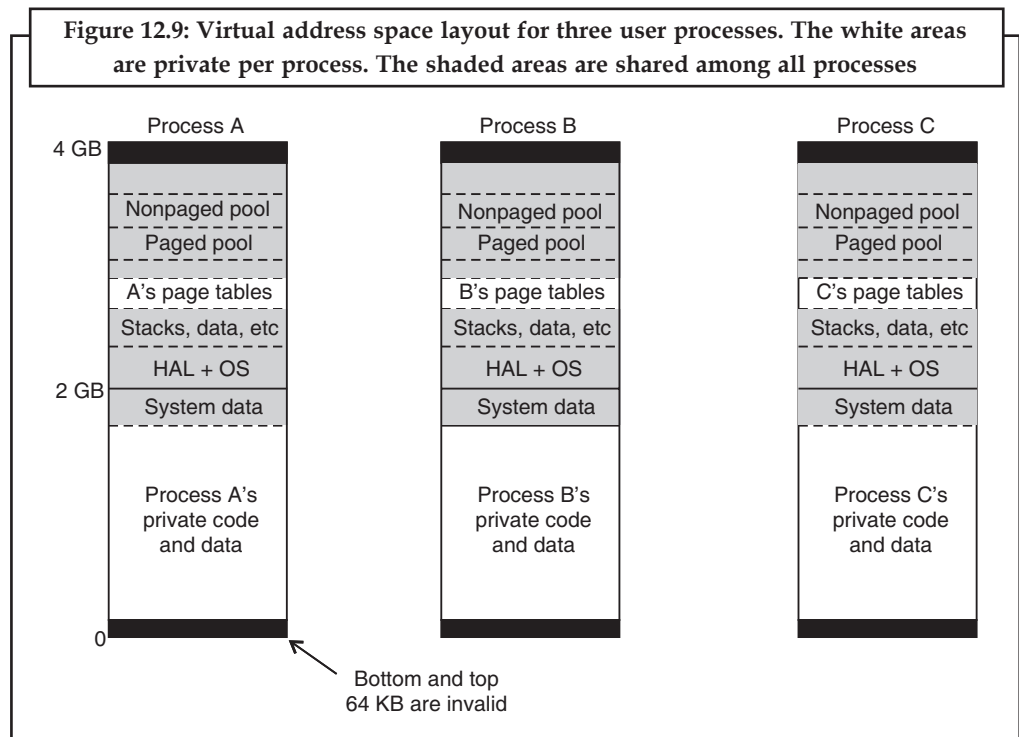 Figure 12.9: Virtual address space layout for three user processes. The white areas
are private per process. The shaded areas are shared among all processes
Process A
Process B
Process C
4 GB
Nonpaged pool
Paged pool
A's page tables
Stacks, data, etc
HAL + OS
2 GB
System data
Process A's
private code
and data
0
Nonpaged pool
Paged pool
B's page tables
Stacks, data, etc
HAL + OS
System data
Process B's
private code
and data
Nonpaged pool
Paged pool
C's page tables
Stacks, data, etc
HAL + OS
System data
Process C's
private code
and data
Bottom and top
64 KB are invalid